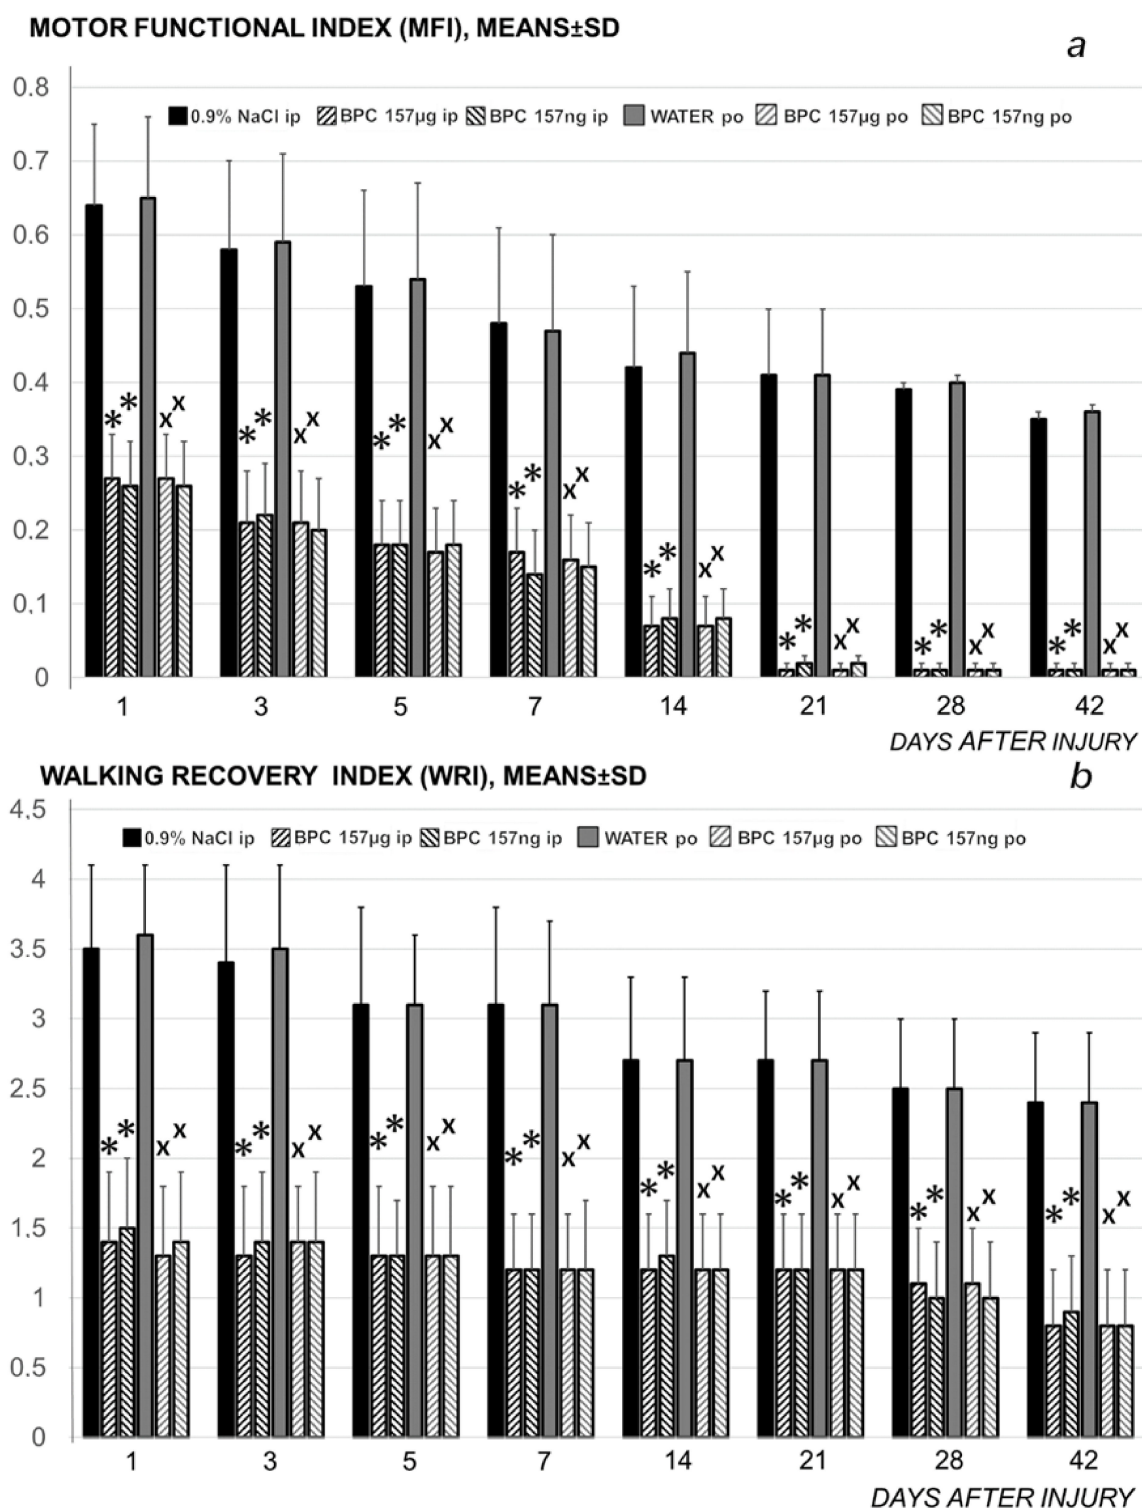 MOTOR FUNCTIONAL INDEX (MFI), MEANS±SD
a
0.8
0.9% NaCl ip BPC 157µg ip BPC 157ng ip WATER po BPC 157µg po BPC 157ng po
0.7
0.6
0.5
0.4
* * x x
* * x x
* * x x
0.3
* * x x
0.2
* * x x
0,1
* * x x
* * x x
* * x x
0
1 3 5 7 14 21 28 42
DAYS AFTER INJURY
WALKING RECOVERY INDEX (WRI), MEANS±SD
b
4.5
0.9% NaCl ip BPC 157µg ip BPC 157ng ip WATER po BPC 157µg po BPC 157ng po
4
3.5
3
2.5
* * x x
* * x x
* * x x
* * x x
2
* * x x
* * x x
* * x x
* * x x
1.5
1
0.5
0
1 3 5 7 14 21 28 42
DAYS AFTER INJURY